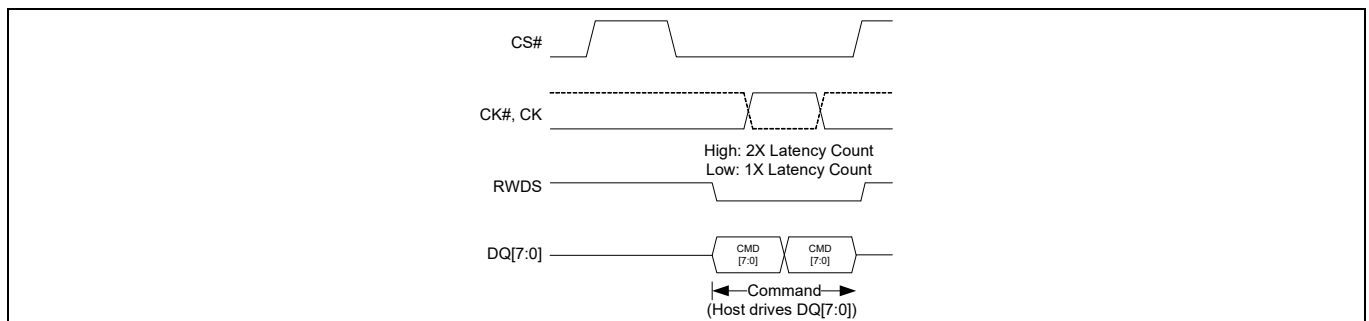 CS#
CK#, CK
High: 2X Latency Count
Low: 1X Latency Count
RWDS
DQ[7:0]
CMD
[7:0]
CMD
[7:0]
Command
(Host drives DQ[7:0])